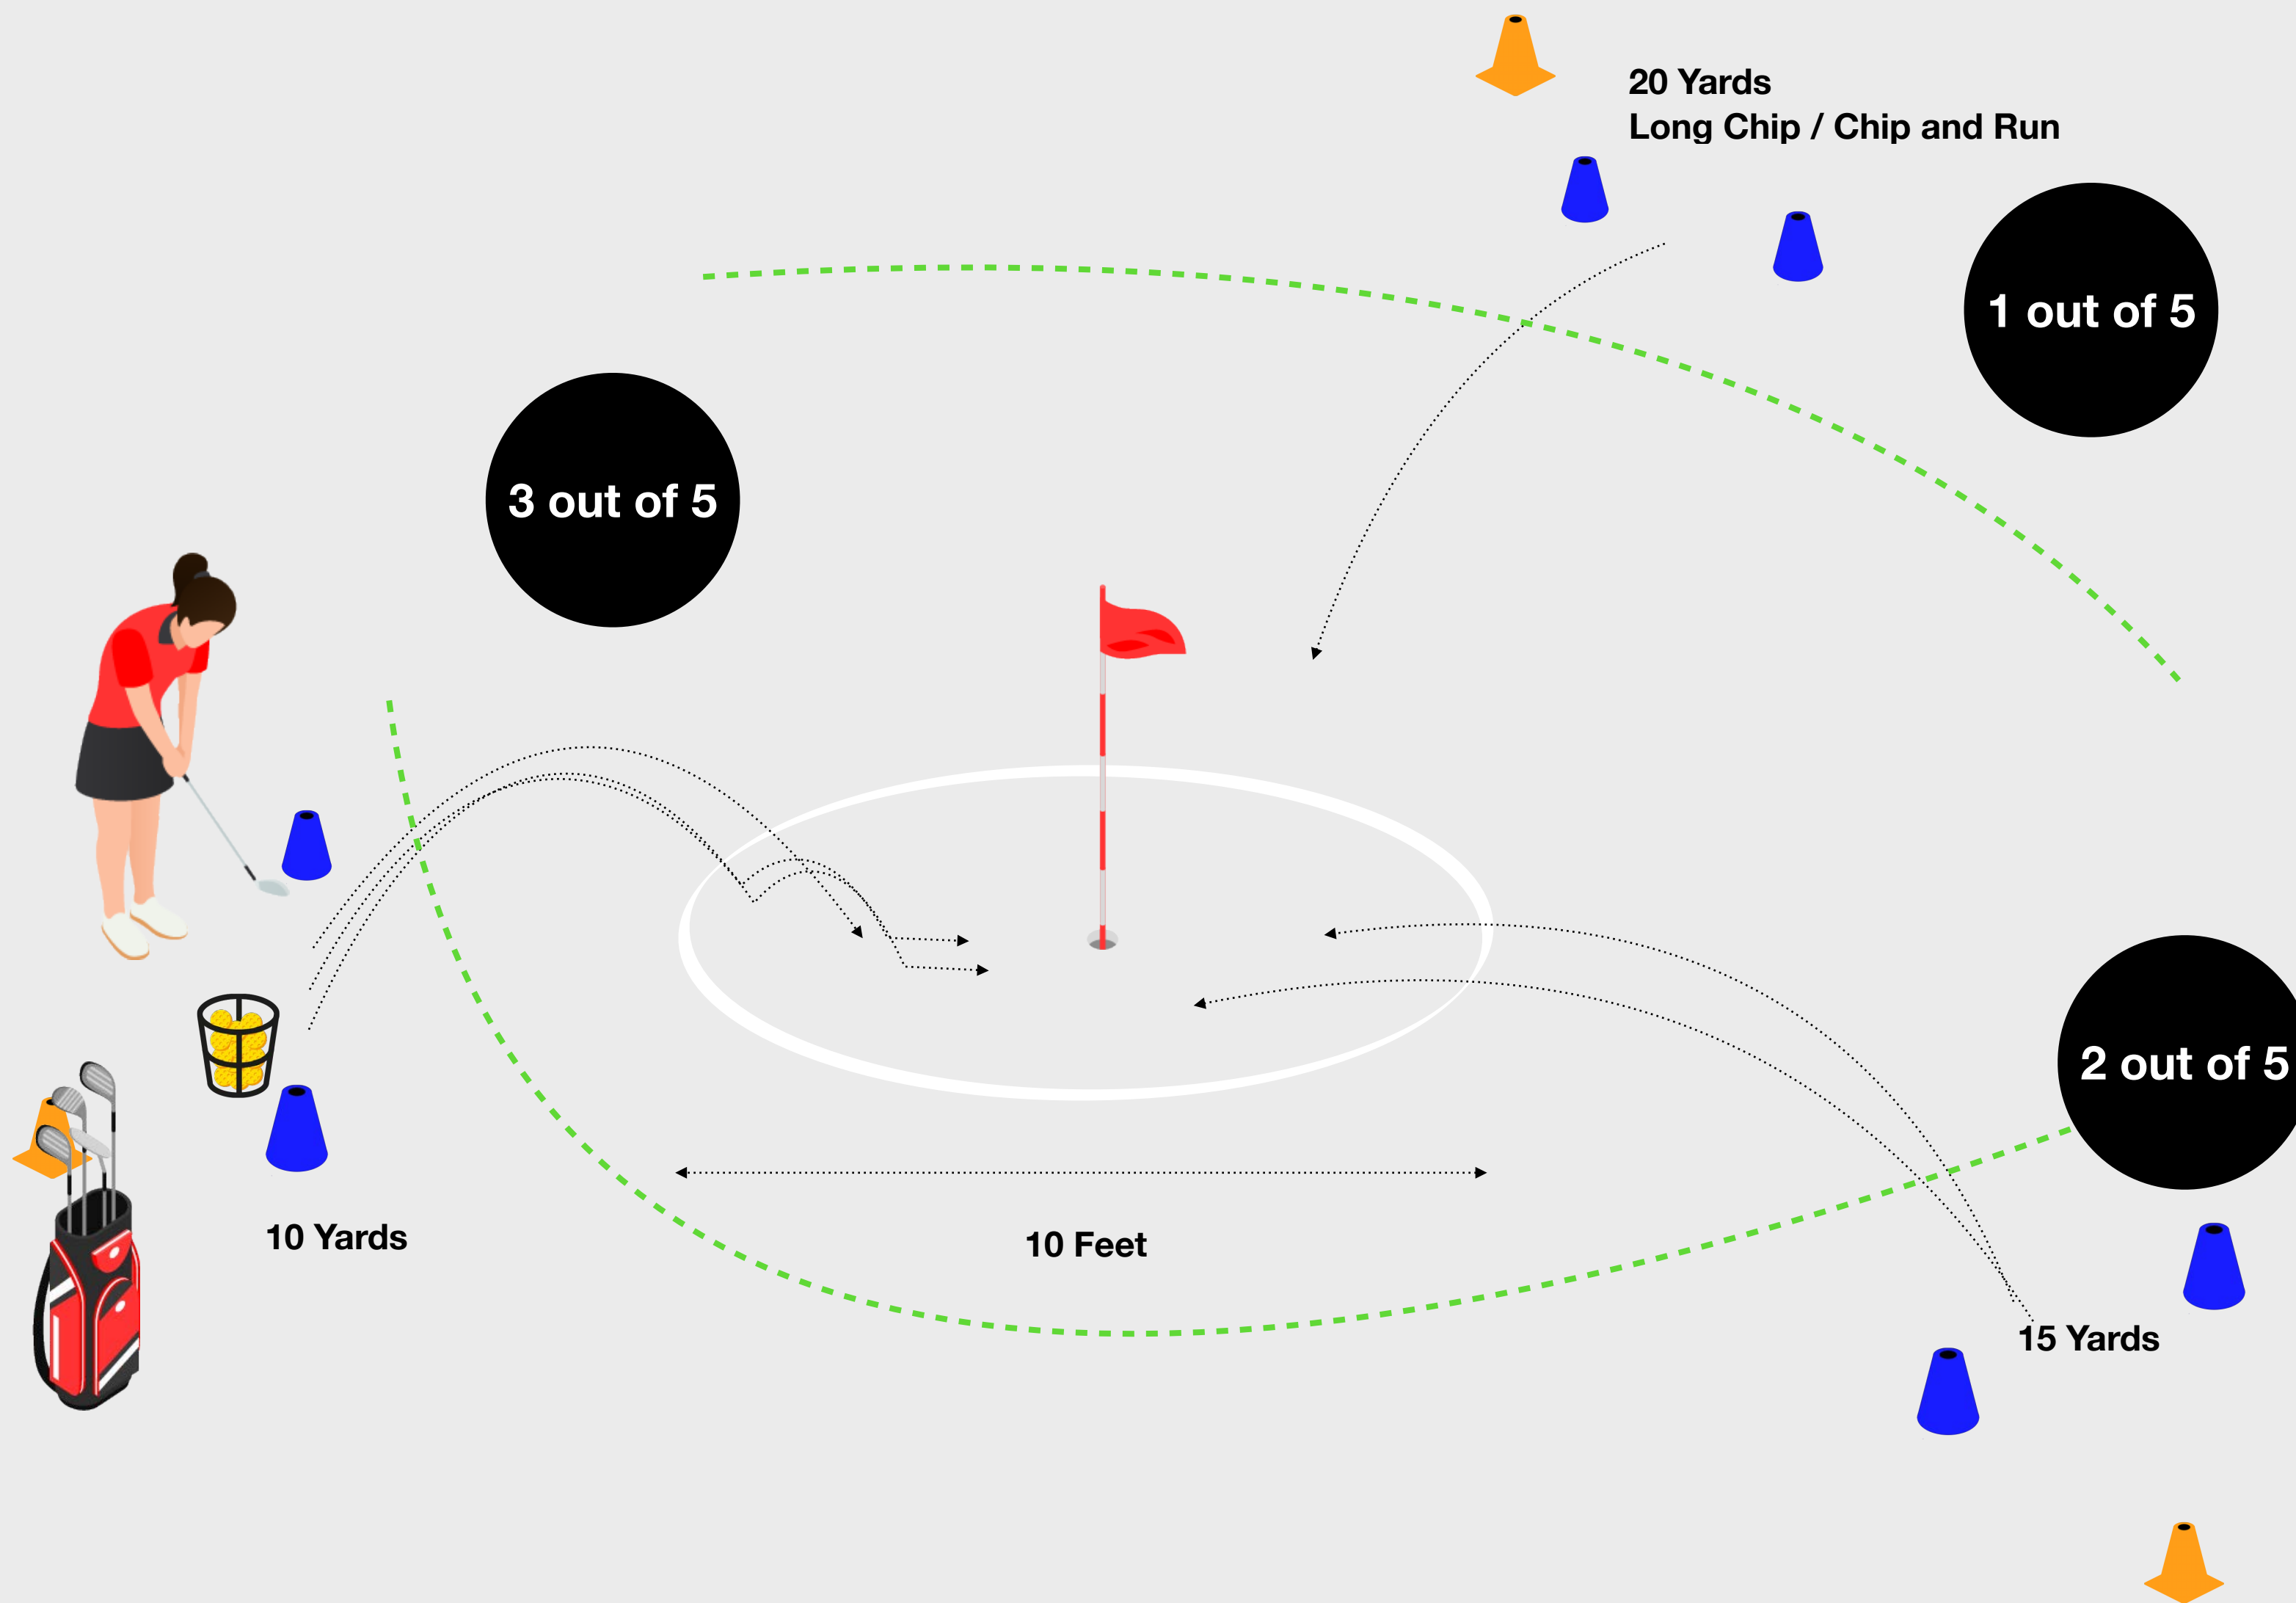 20 Yards
Long Chip / Chip and Run
1 out of 5
3 out of 5
2 out of 5
10 Yards
10 Feet
15 Yards